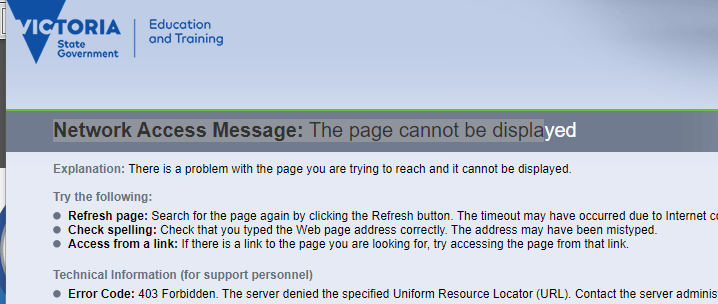 VICTORIA
State
Government
Education
and Training
Network Access Message: The page cannot be displayed
Explanation: There is a problem with the page you are trying to reach and it cannot be displayed.
Try the following:
Refresh page: Search for the page again by clicking the Refresh button. The timeout may have occurred due to Internet co
Check spelling: Check that you typed the Web page address correctly. The address may have been mistyped.
Access from a link: If there is a link to the page you are looking for, try accessing the page from that link.
Technical Information (for support personnel)
Error Code: 403 Forbidden. The server denied the specified Uniform Resource Locator (URL). Contact the server adminis